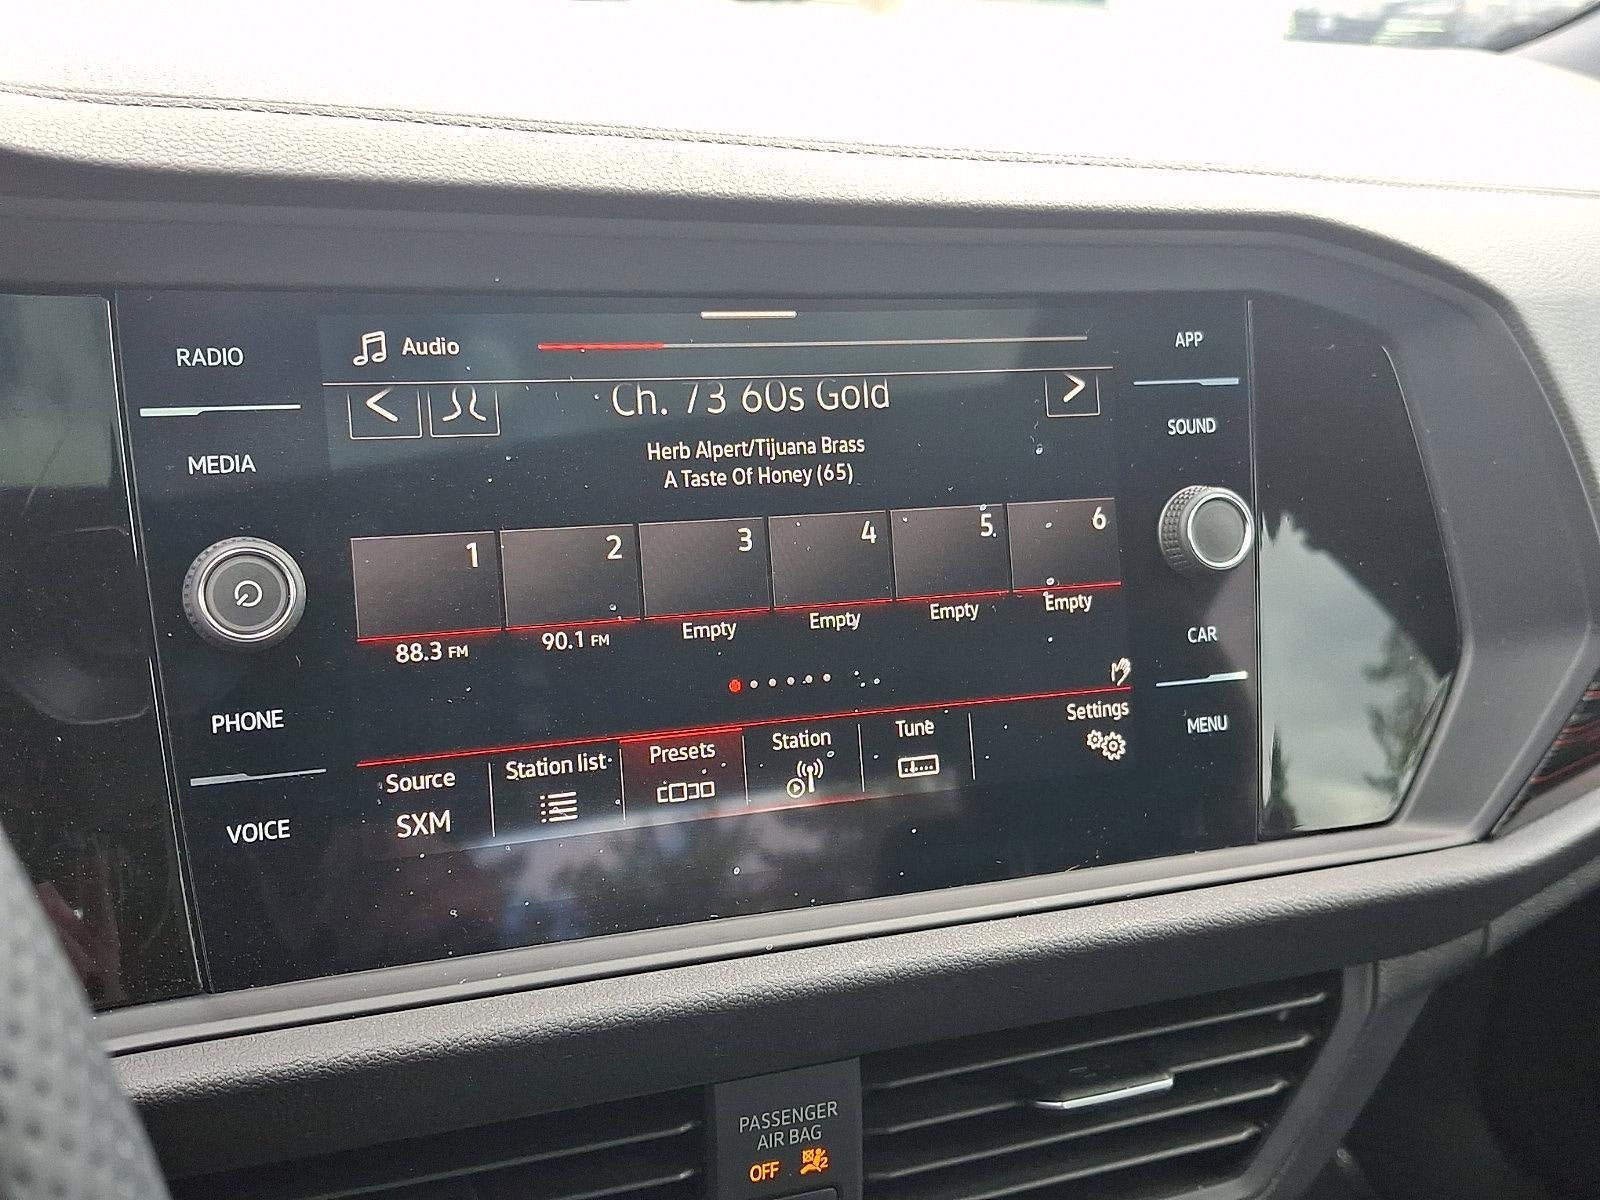 RADIO
MEDIA
PHONE
VOICE
Audio
Ch. 73 60s Gold
Herb Alpert/Tijuana Brass
A Taste Of Honey (65)
1
2
3
4
5
6
88.3 FM
90.1 FM
Empty
Empty
Empty
Empty
Source
SXM
Station list
Presets
Station
Tune
Settings
APP
SOUND
CAR
MENU
PASSENGER
AIR BAG
OFF
2